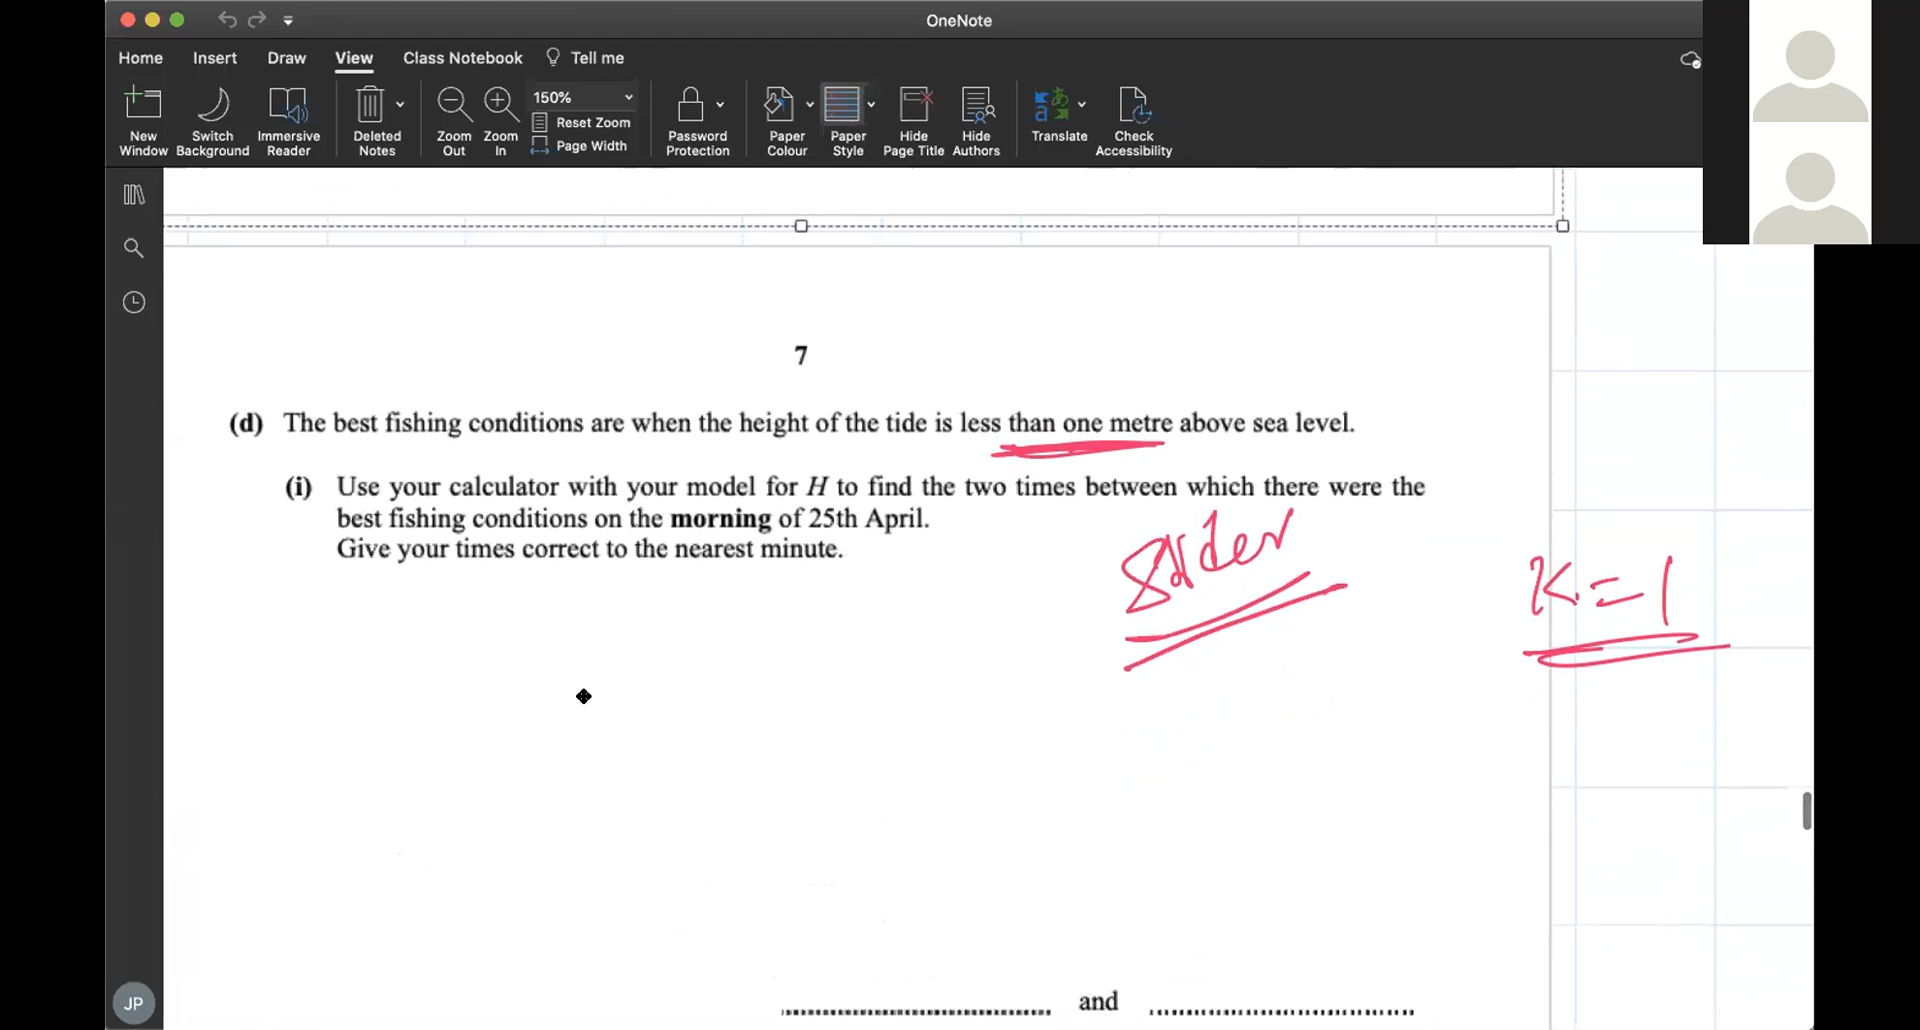 OneNote
Home Insert Draw View Class Notebook Tell me
New Window
Switch Background
Immersive Reader
Deleted Notes
Zoom Out
Zoom In
150%
Reset Zoom
Page Width
Password Protection
Paper Colour
Paper Style
Hide Page Title
Hide Authors
Translate
Check Accessibility
7
(d) The best fishing conditions are when the height of the tide is less than one metre above sea level.
(i) Use your calculator with your model for H to find the two times between which there were the
best fishing conditions on the morning of 25th April.
Give your times correct to the nearest minute.
K=1
and
JP